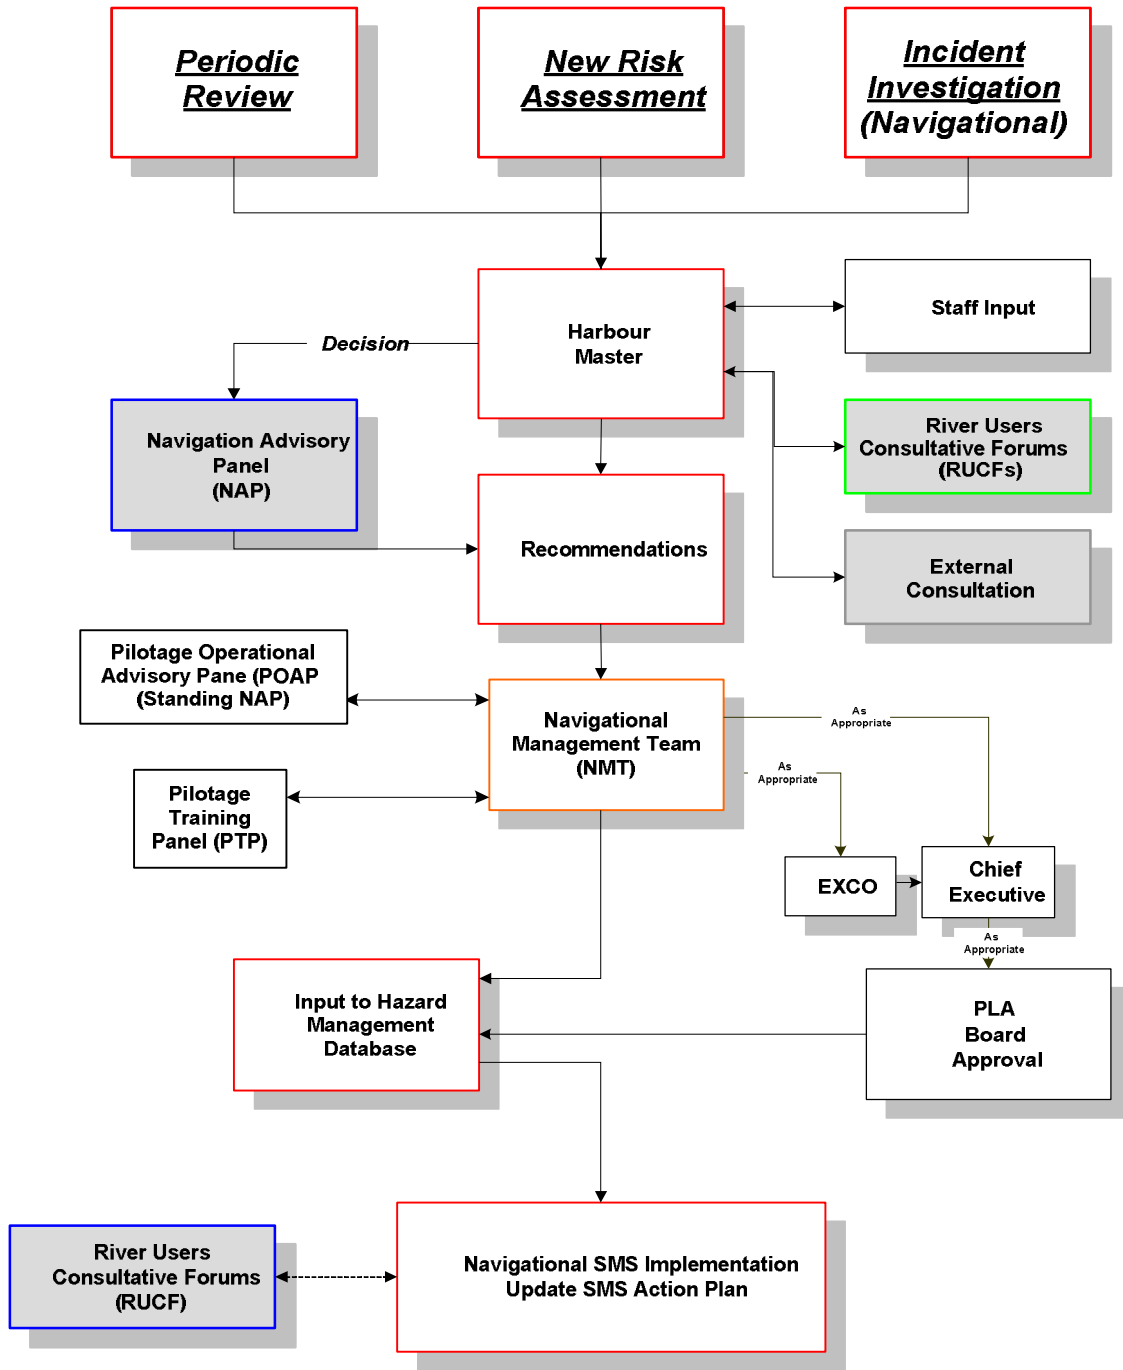 Periodic
Review
New Risk
Assessment
Incident
Investigation
(Navigational)
Harbour
Master
Staff Input
Decision
Navigation Advisory
Panel
(NAP)
River Users
Consultative Forums
(RUCFs)
Recommendations
External
Consultation
Pilotage Operational
Advisory Pane (POAP
(Standing NAP)
Navigational
Management Team
(NMT)
As
Appropriate
As
Appropriate
Pilotage
Training
Panel (PTP)
EXCO
Chief
Executive
As
Appropriate
Input to Hazard
Management
Database
PLA
Board
Approval
River Users
Consultative Forums
(RUCF)
Navigational SMS Implementation
Update SMS Action Plan